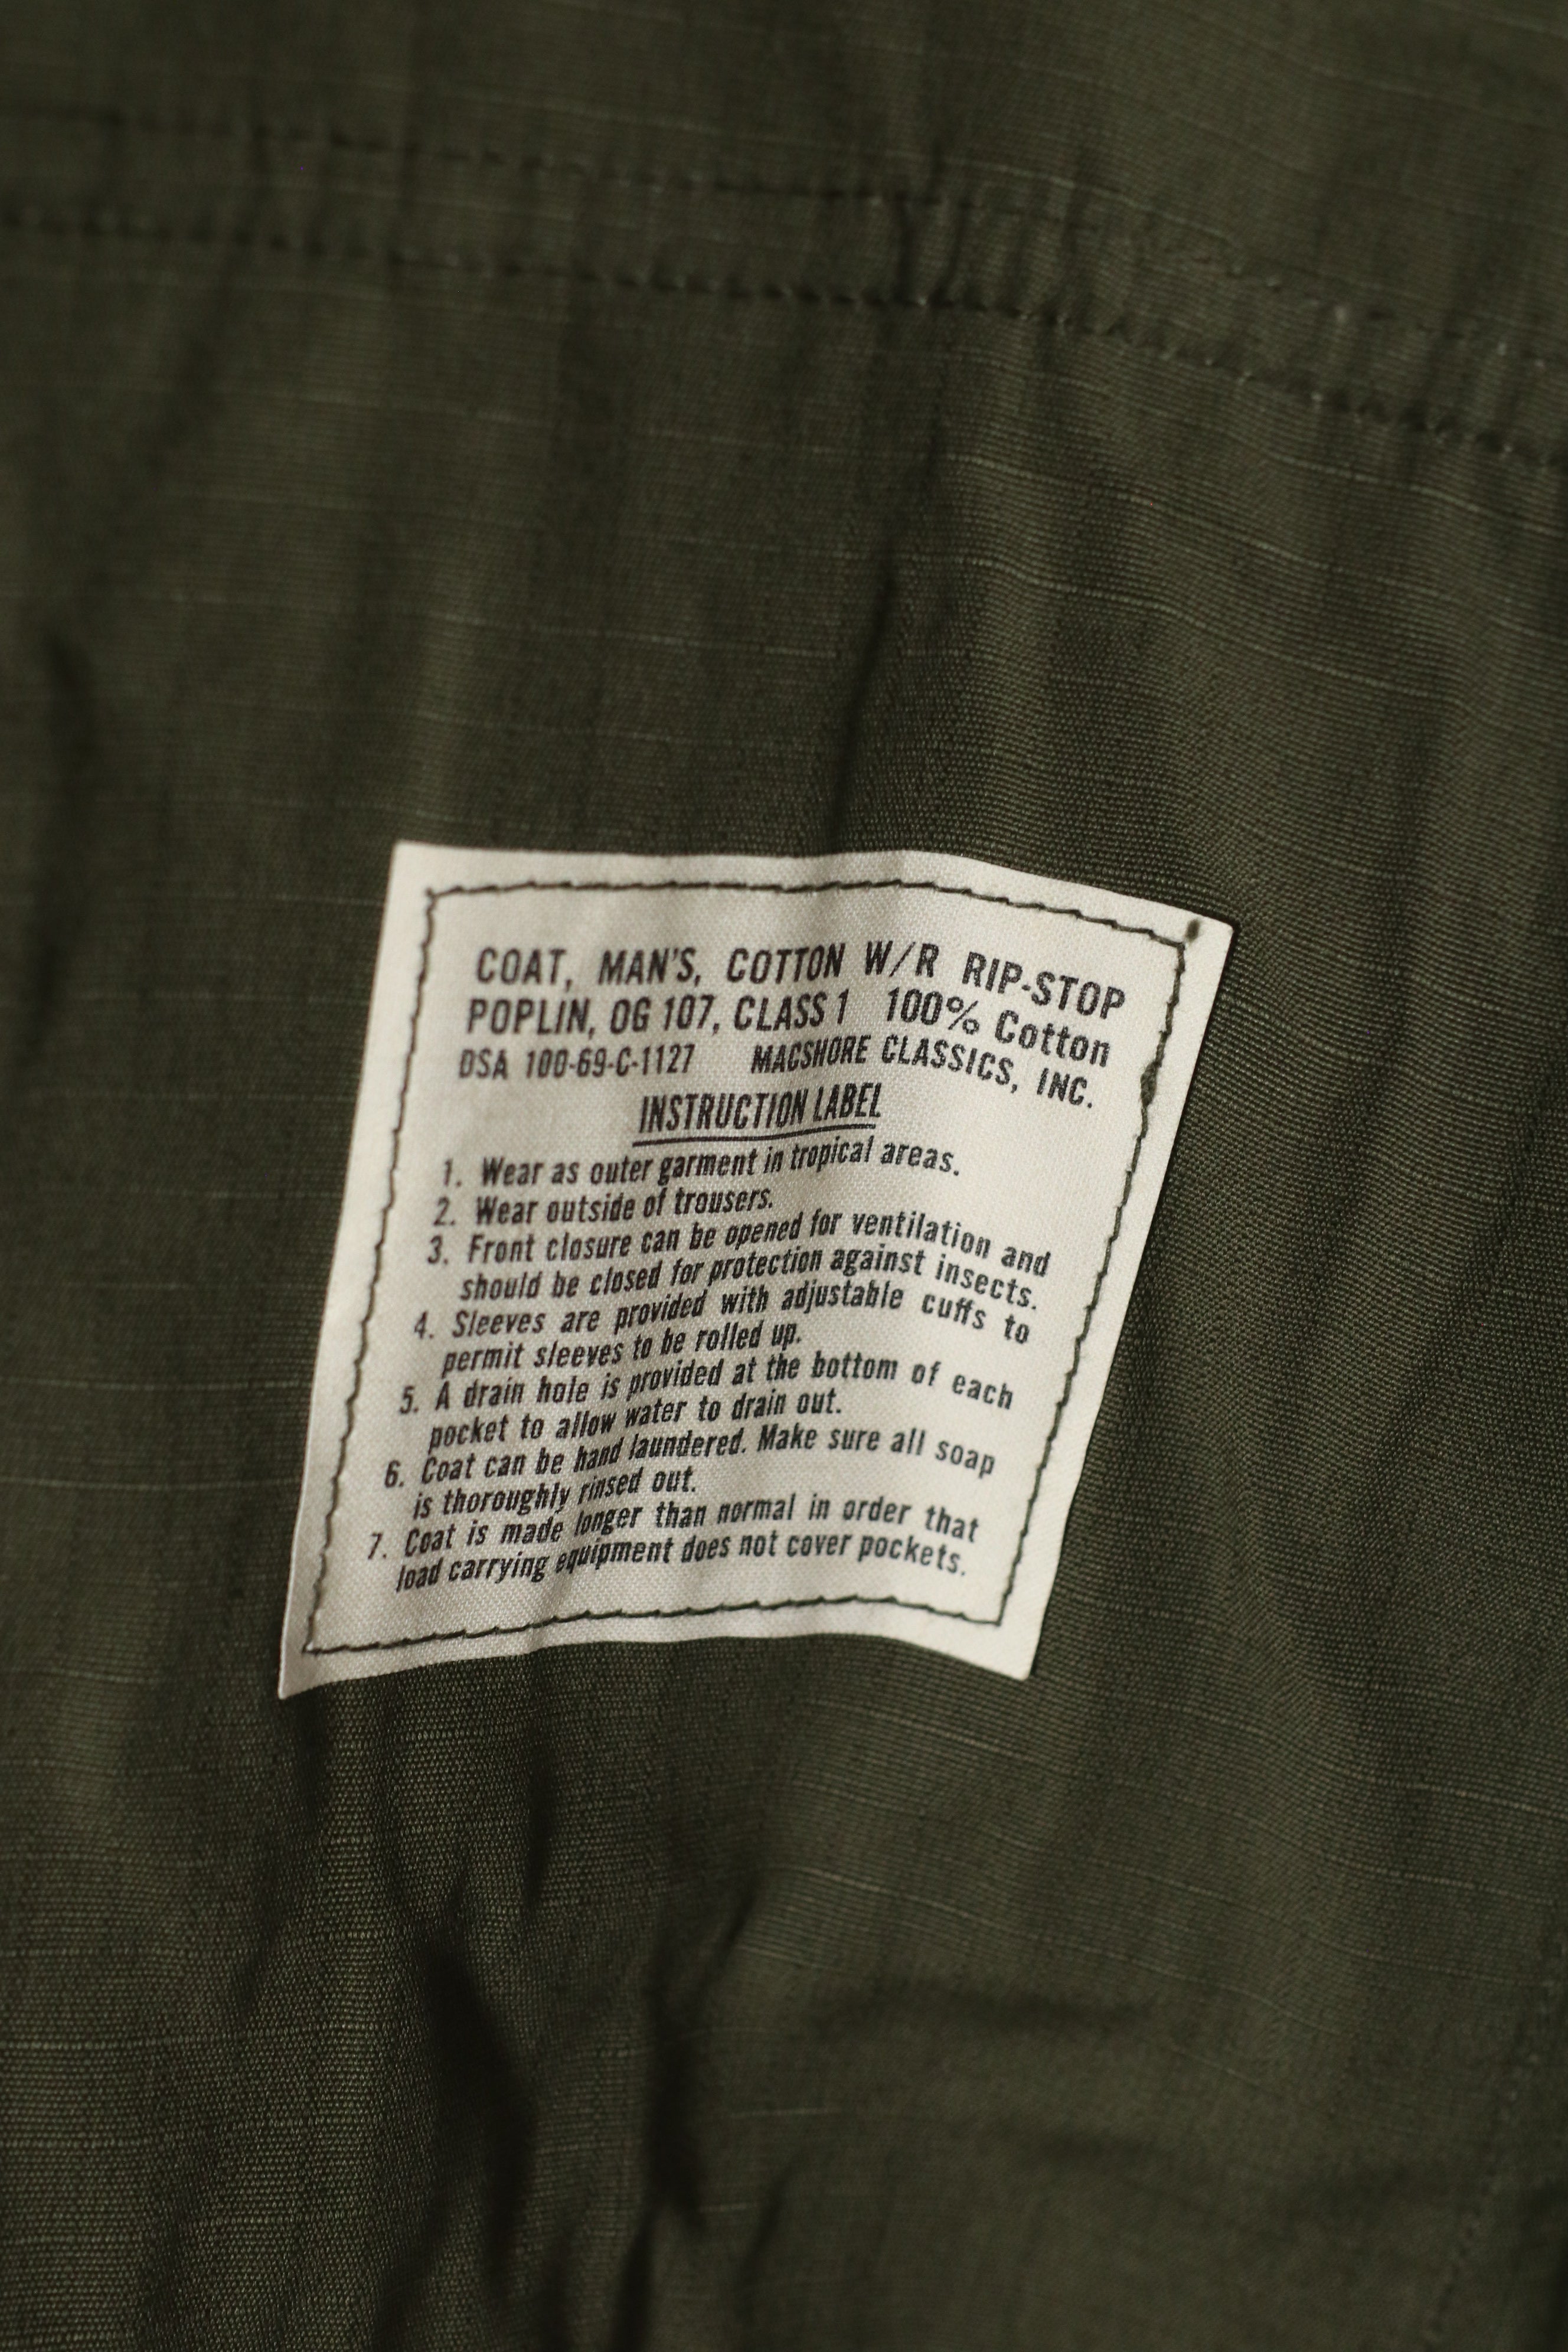 COAT, MAN'S, COTTON W/R RIP-STOP
POPLIN, OG 107, CLASS 1 100% Cotton
DSA 100-69-C-1127 MACSHORE CLASSICS, INC.
INSTRUCTION LABEL
1. Wear as outer garment in tropical areas.
2. Wear outside of trousers.
3. Front closure can be opened for ventilation and
should be closed for protection against insects.
4. Sleeves are provided with adjustable cuffs to
permit sleeves to be rolled up.
5. A drain hole is provided at the bottom of each
pocket to allow water to drain out.
6. Coat can be hand laundered. Make sure all soap
is thoroughly rinsed out.
7. Coat is made longer than normal in order that
load carrying equipment does not cover pockets.